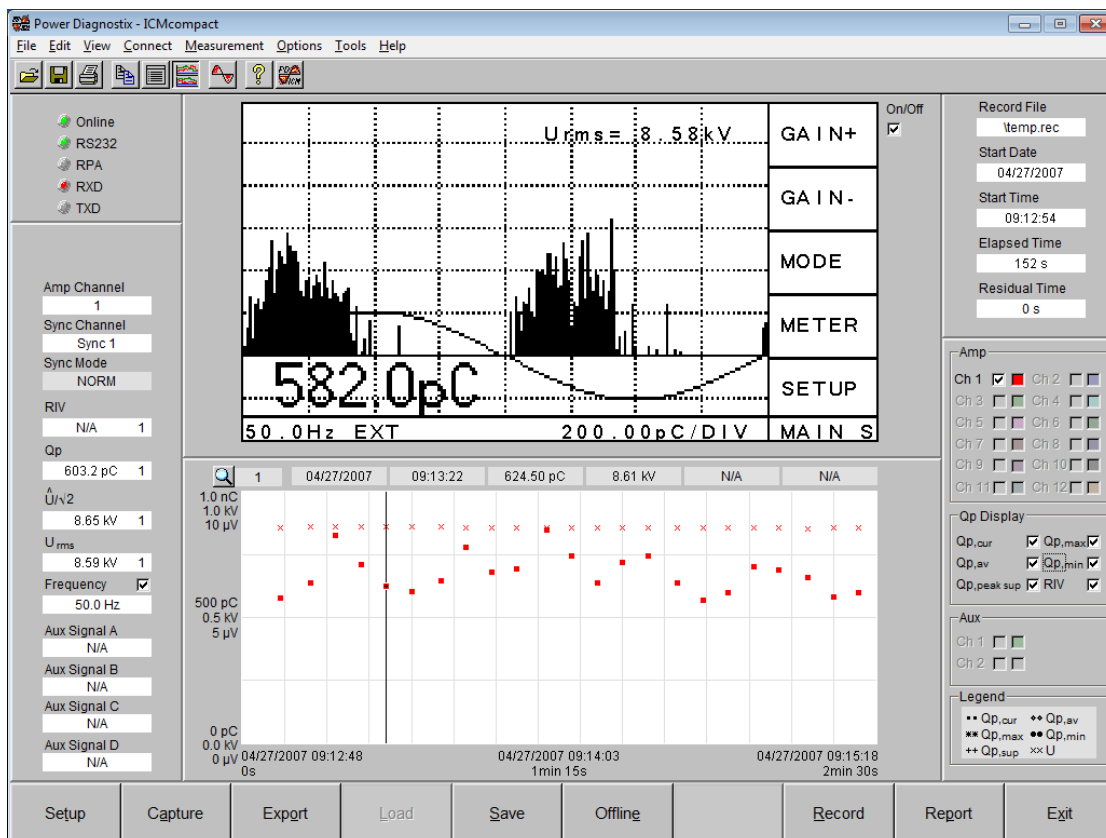 Power Diagnostix - ICMcompact
File Edit View Connect Measurement Options Tools Help
Online
RS232
RPA
RXD
TXD
Amp Channel
1
Sync Channel
Sync 1
Sync Mode
NORM
RIV
N/A 1
Qp
603.2 pC 1
Û/√2
8.65 kV 1
U rms
8.59 kV 1
Frequency
50.0 Hz
Aux Signal A
N/A
Aux Signal B
N/A
Aux Signal C
N/A
Aux Signal D
N/A
Urms= 8.58kV
582.0pC
50.0Hz EXT 200.00pC/DIV MAIN S
GAIN+
GAIN-
MODE
METER
SETUP
On/Off
Record File
\temp.rec
Start Date
04/27/2007
Start Time
09:12:54
Elapsed Time
152 s
Residual Time
0 s
1 04/27/2007 09:13:22 624.50 pC 8.61 kV N/A N/A
1.0 nC
1.0 kV
10 µV
500 pC
0.5 kV
5 µV
0 pC
0.0 kV
0 µV
04/27/2007 09:12:48 04/27/2007 09:14:03 04/27/2007 09:15:18
0s 1min 15s 2min 30s
Amp
Ch 1 Ch 2
Ch 3 Ch 4
Ch 5 Ch 6
Ch 7 Ch 8
Ch 9 Ch 10
Ch 11 Ch 12
Qp Display
Qp,cur Qp,max
Qp,av Qp,min
Qp,peak sup RIV
Aux
Ch 1
Ch 2
Legend
Qp,cur Qp,av
Qp,max Qp,min
++ Qp,sup ×× U
Setup Capture Export Load Save Offline Record Report Exit